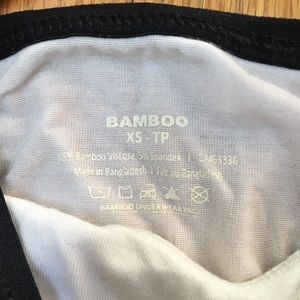 BAMBOO
XS - TP
95% Bamboo Viscose, 5% Spandex |
Made in Bangladesh | Fait au Bangladesh
BAMBOO UNDERWEAR INC.